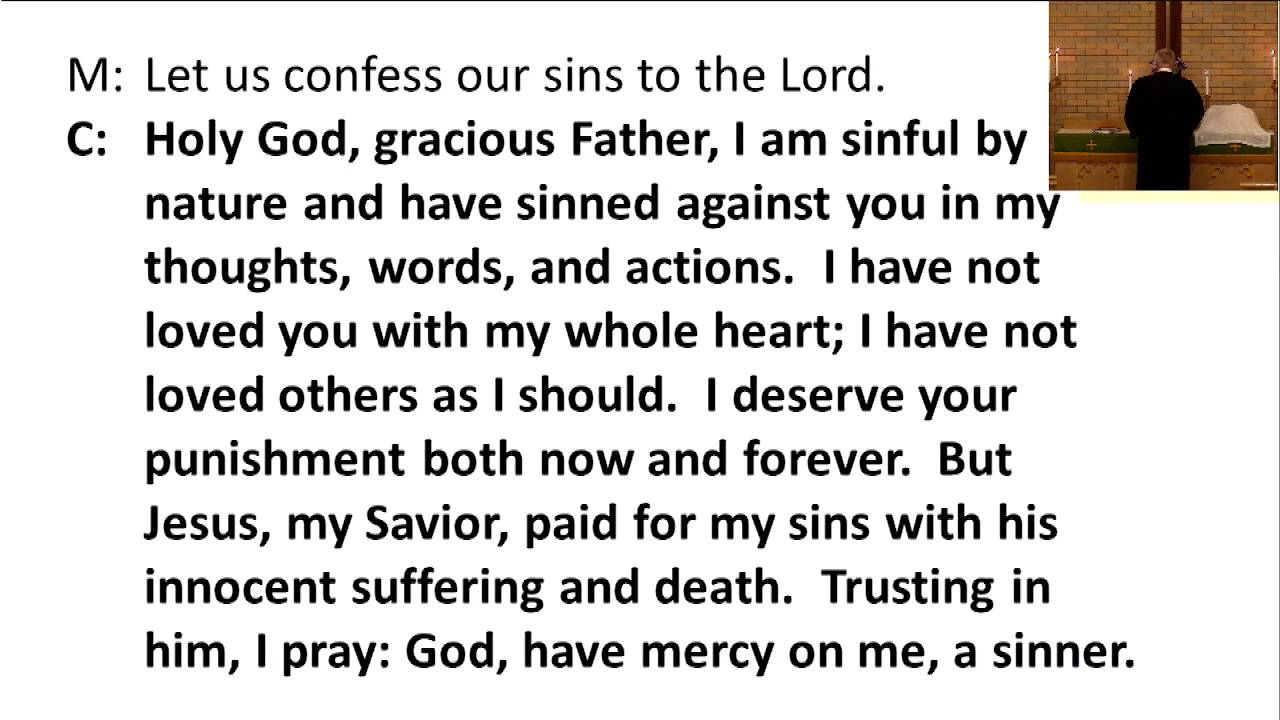 M: Let us confess our sins to the Lord.
C: Holy God, gracious Father, I am sinful by
nature and have sinned against you in my
thoughts, words, and actions.  I have not
loved you with my whole heart; I have not
loved others as I should.  I deserve your
punishment both now and forever.  But
Jesus, my Savior, paid for my sins with his
innocent suffering and death.  Trusting in
him, I pray: God, have mercy on me, a sinner.